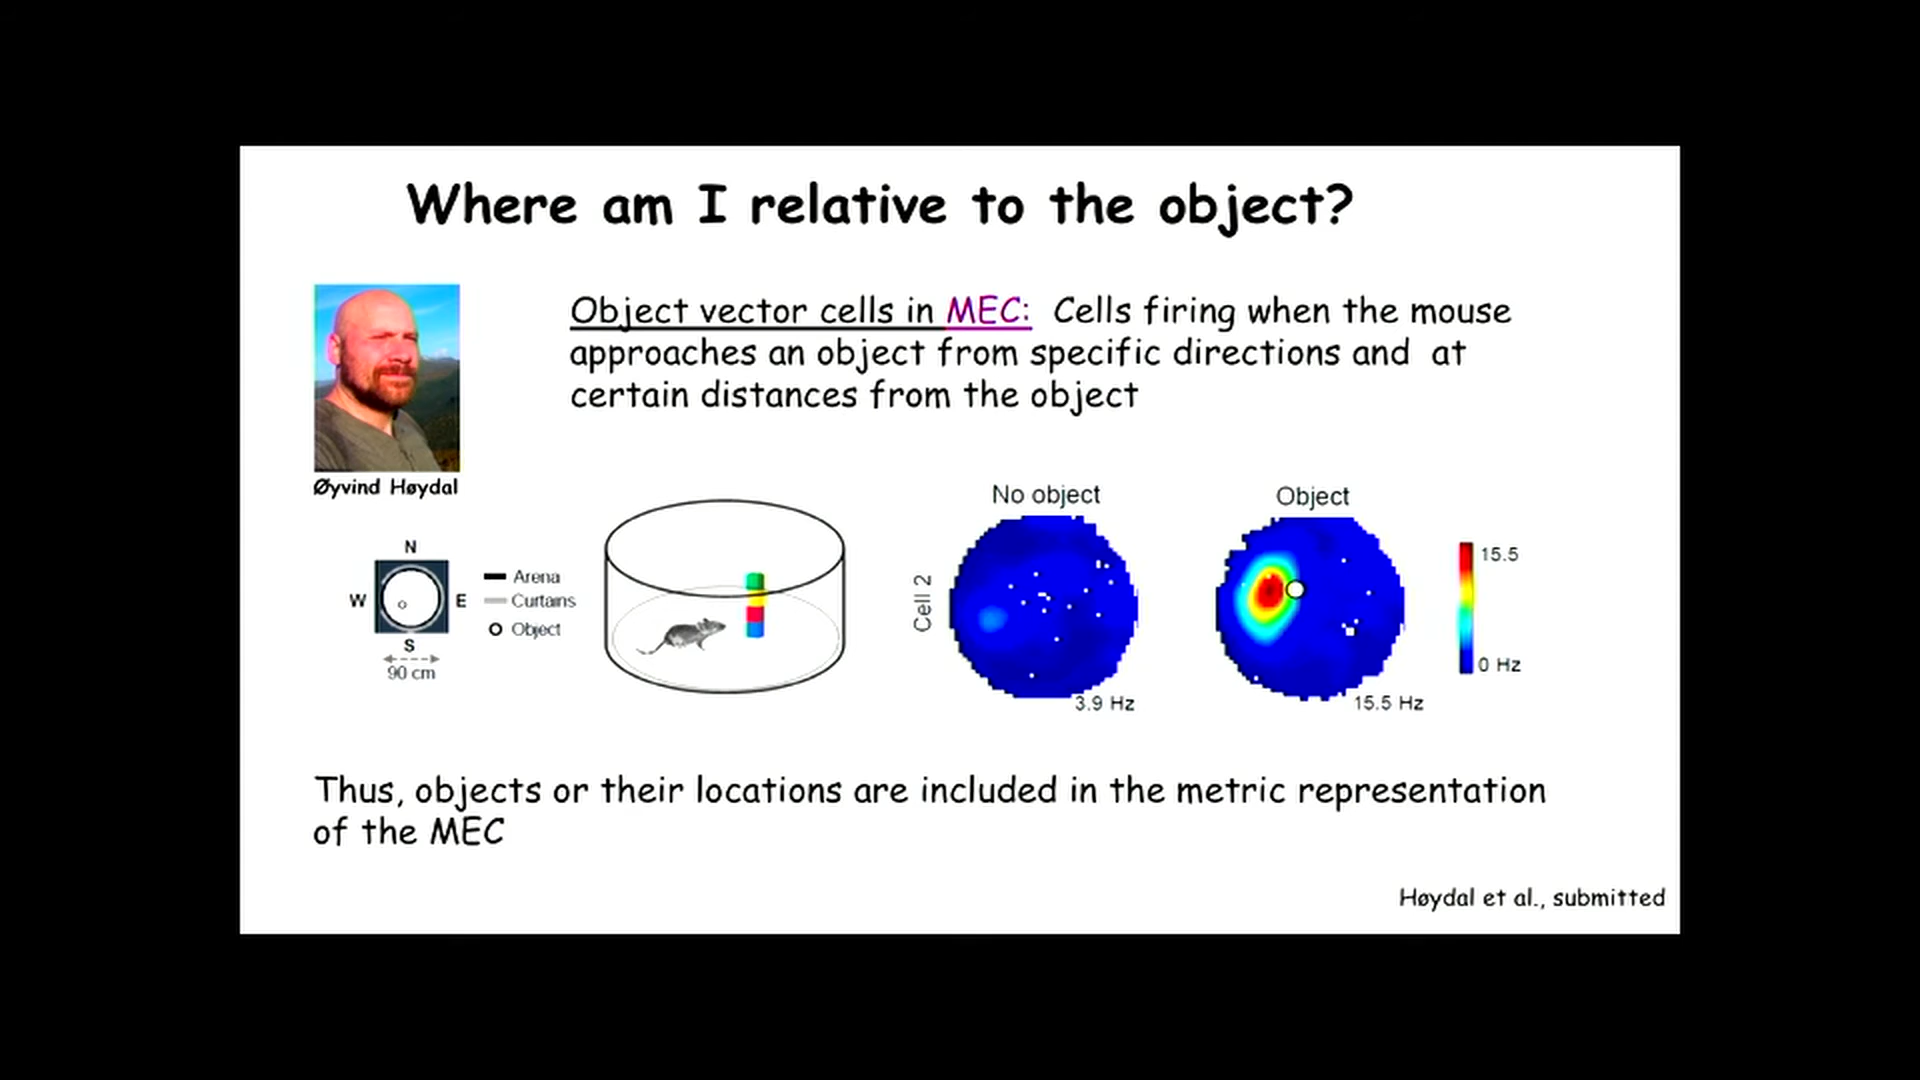 Where am I relative to the object?
Object vector cells in MEC: Cells firing when the mouse
approaches an object from specific directions and at
certain distances from the object
Øyvind Høydal
N
W
E
S
90 cm
Arena
Curtains
Object
No object
Cell 2
3.9 Hz
Object
15.5 Hz
15.5
0 Hz
Thus, objects or their locations are included in the metric representation
of the MEC
Høydal et al., submitted